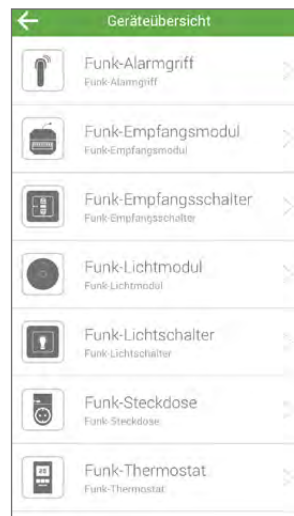 Geräteübersicht
Funk-Alarmgriff
Funk-Alarmgriff
Funk-Empfangsmodul
Funk-Empfangsmodul
Funk-Empfangsschalter
Funk-Empfangsschalter
Funk-Lichtmodul
Funk-Lichtmodul
Funk-Lichtschalter
Funk-Lichtschalter
Funk-Steckdose
Funk-Steckdose
Funk-Thermostat
Funk-Thermostat